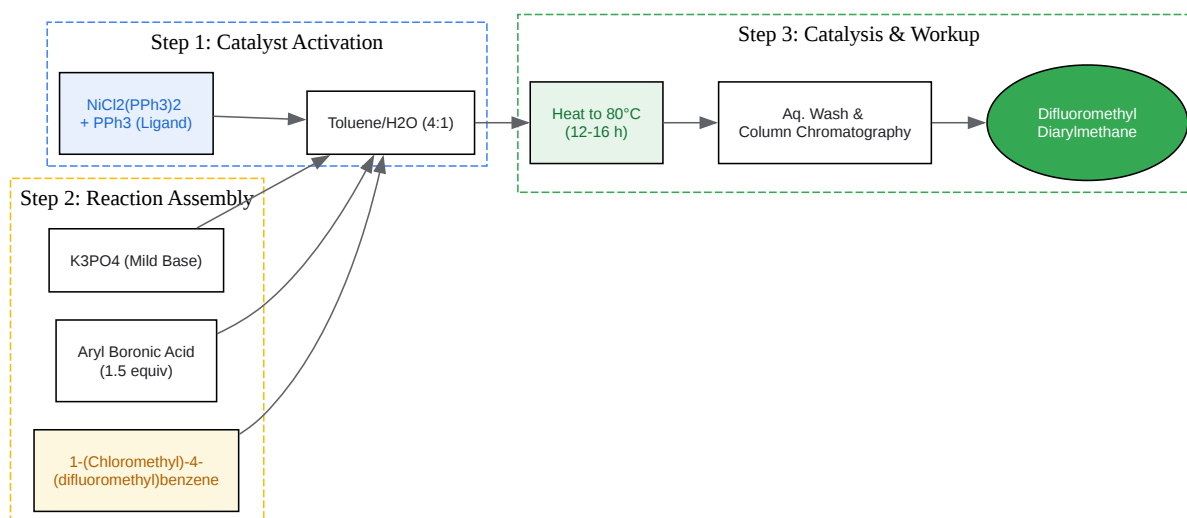 Step 1: Catalyst Activation
NiCl2(PPh3)2
+ PPh3 (Ligand)
Toluene/H2O (4:1)
Step 2: Reaction Assembly
K3PO4 (Mild Base)
Aryl Boronic Acid
(1.5 equiv)
1-(Chloromethyl)-4-
(difluoromethyl)benzene
Step 3: Catalysis & Workup
Heat to 80°C
(12-16 h)
Aq. Wash &
Column Chromatography
Difluoromethyl
Diarylmethane